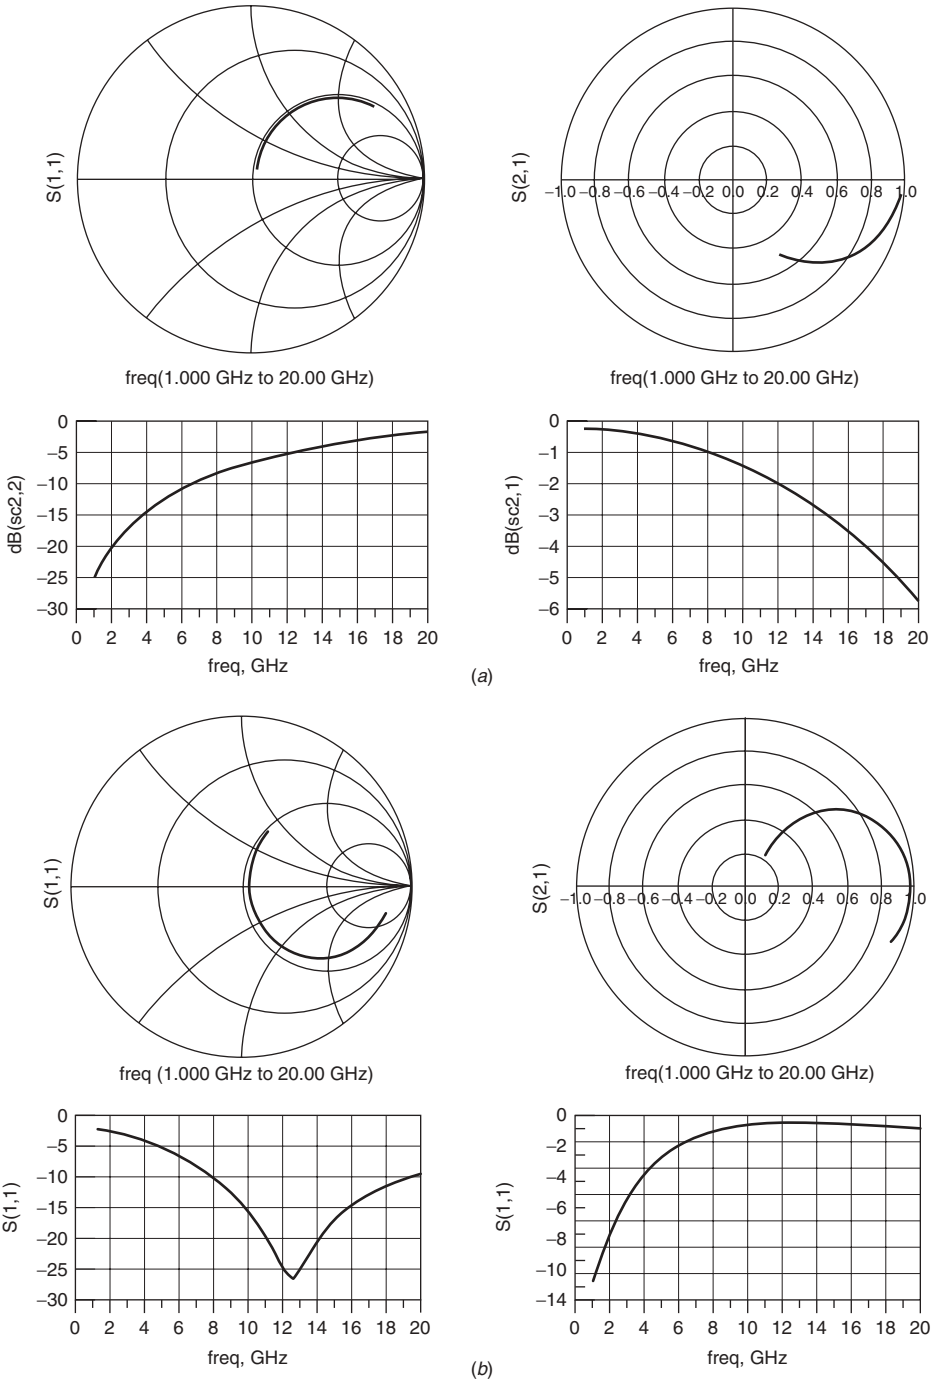 S(1,1)
S(2,1)
−1.0 −0.8 −0.6 −0.4 −0.2 0.0 0.2 0.4 0.6 0.8 1.0
freq(1.000 GHz to 20.00 GHz)
freq(1.000 GHz to 20.00 GHz)
dB(sc2,2)
0
−5
−10
−15
−20
−25
−30
0 2 4 6 8 10 12 14 16 18 20
freq, GHz
dB(sc2,1)
0
−1
−2
−3
−4
−5
−6
0 2 4 6 8 10 12 14 16 18 20
freq, GHz
(a)
S(1,1)
S(2,1)
−1.0 −0.8 −0.6 −0.4 −0.2 0.0 0.2 0.4 0.6 0.8 1.0
freq (1.000 GHz to 20.00 GHz)
freq(1.000 GHz to 20.00 GHz)
S(1,1)
0
−5
−10
−15
−20
−25
−30
0 2 4 6 8 10 12 14 16 18 20
freq, GHz
S(1,1)
0
−2
−4
−6
−8
−10
−14
0 2 4 6 8 10 12 14 16 18 20
freq, GHz
(b)